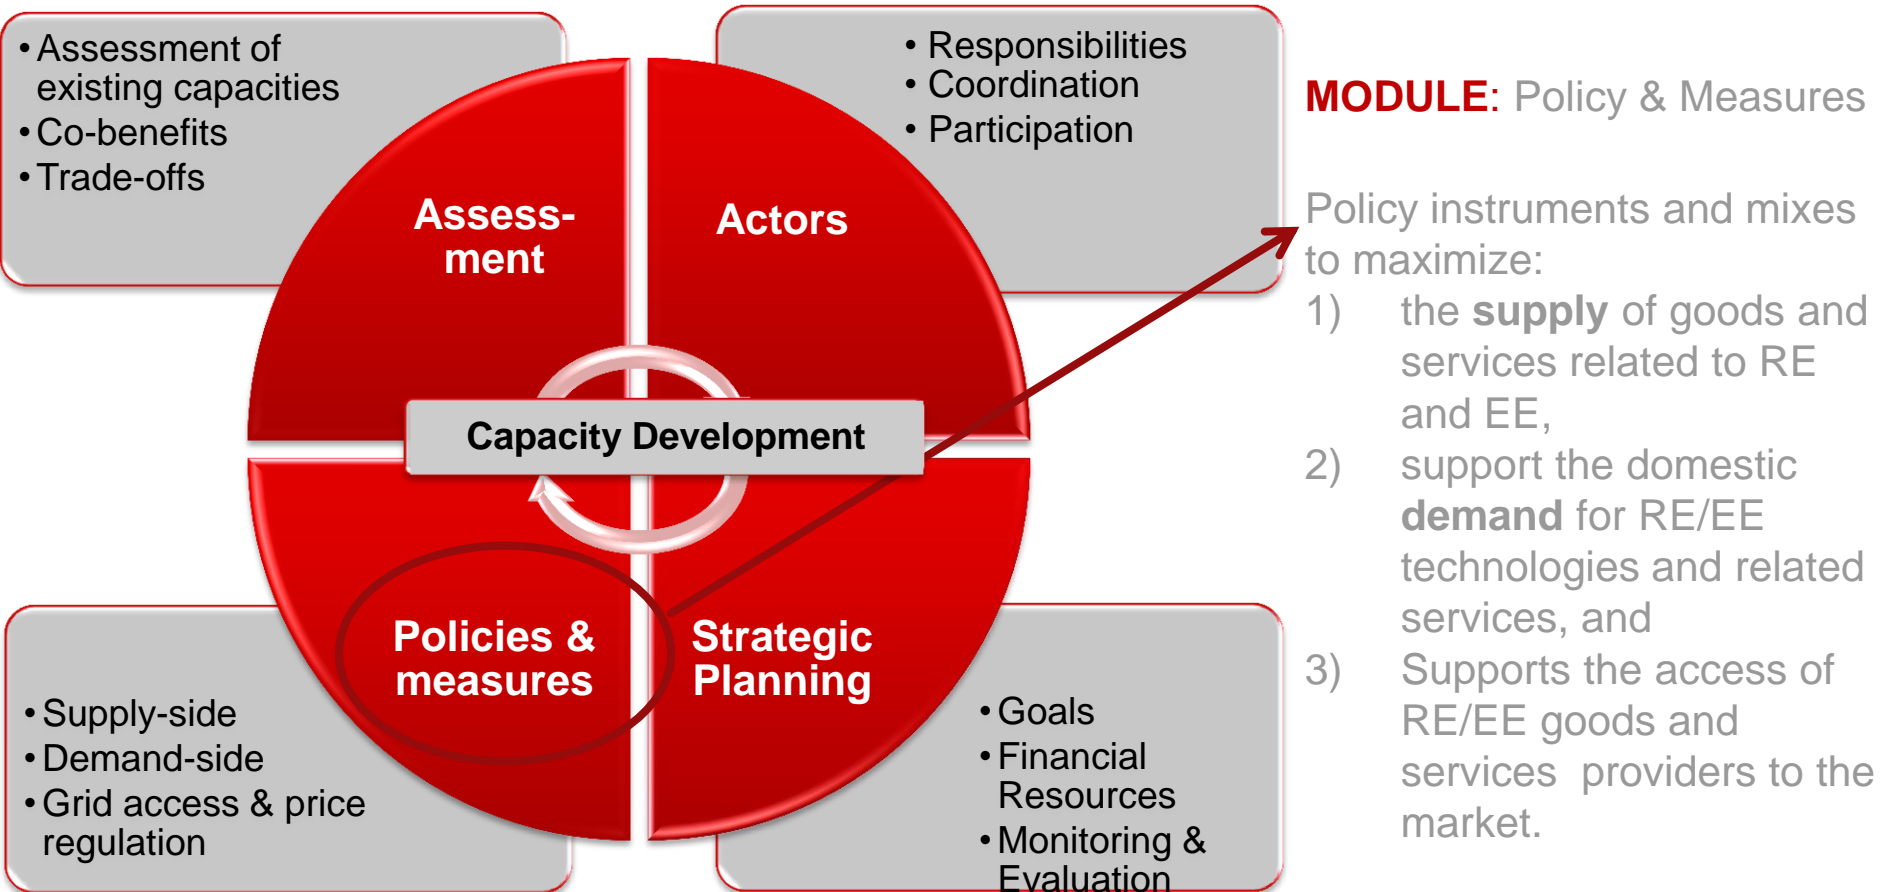 • Assessment of
existing capacities
• Co-benefits
• Trade-offs
• Responsibilities
• Coordination
• Participation
Assess-
ment
Actors
Capacity Development
Policies &
measures
Strategic
Planning
• Supply-side
• Demand-side
• Grid access & price
regulation
• Goals
• Financial
Resources
• Monitoring &
Evaluation
MODULE: Policy & Measures
Policy instruments and mixes
to maximize:
1) the supply of goods and
services related to RE
and EE,
2) support the domestic
demand for RE/EE
technologies and related
services, and
3) Supports the access of
RE/EE goods and
services providers to the
market.